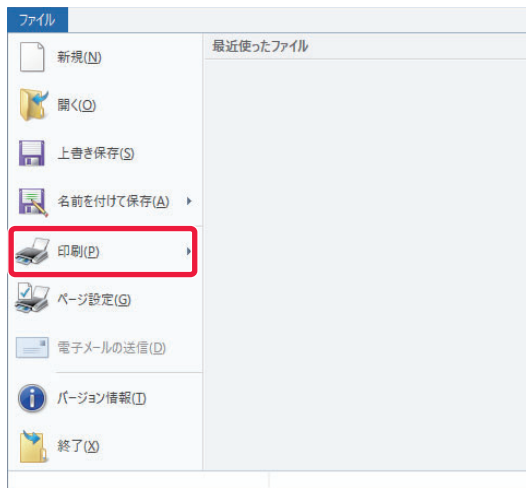 ファイル
最近使ったファイル
新規(N)
開く(O)
上書き保存(S)
名前を付けて保存(A)
印刷(P)
ページ設定(G)
電子メールの送信(D)
バージョン情報(T)
終了(X)